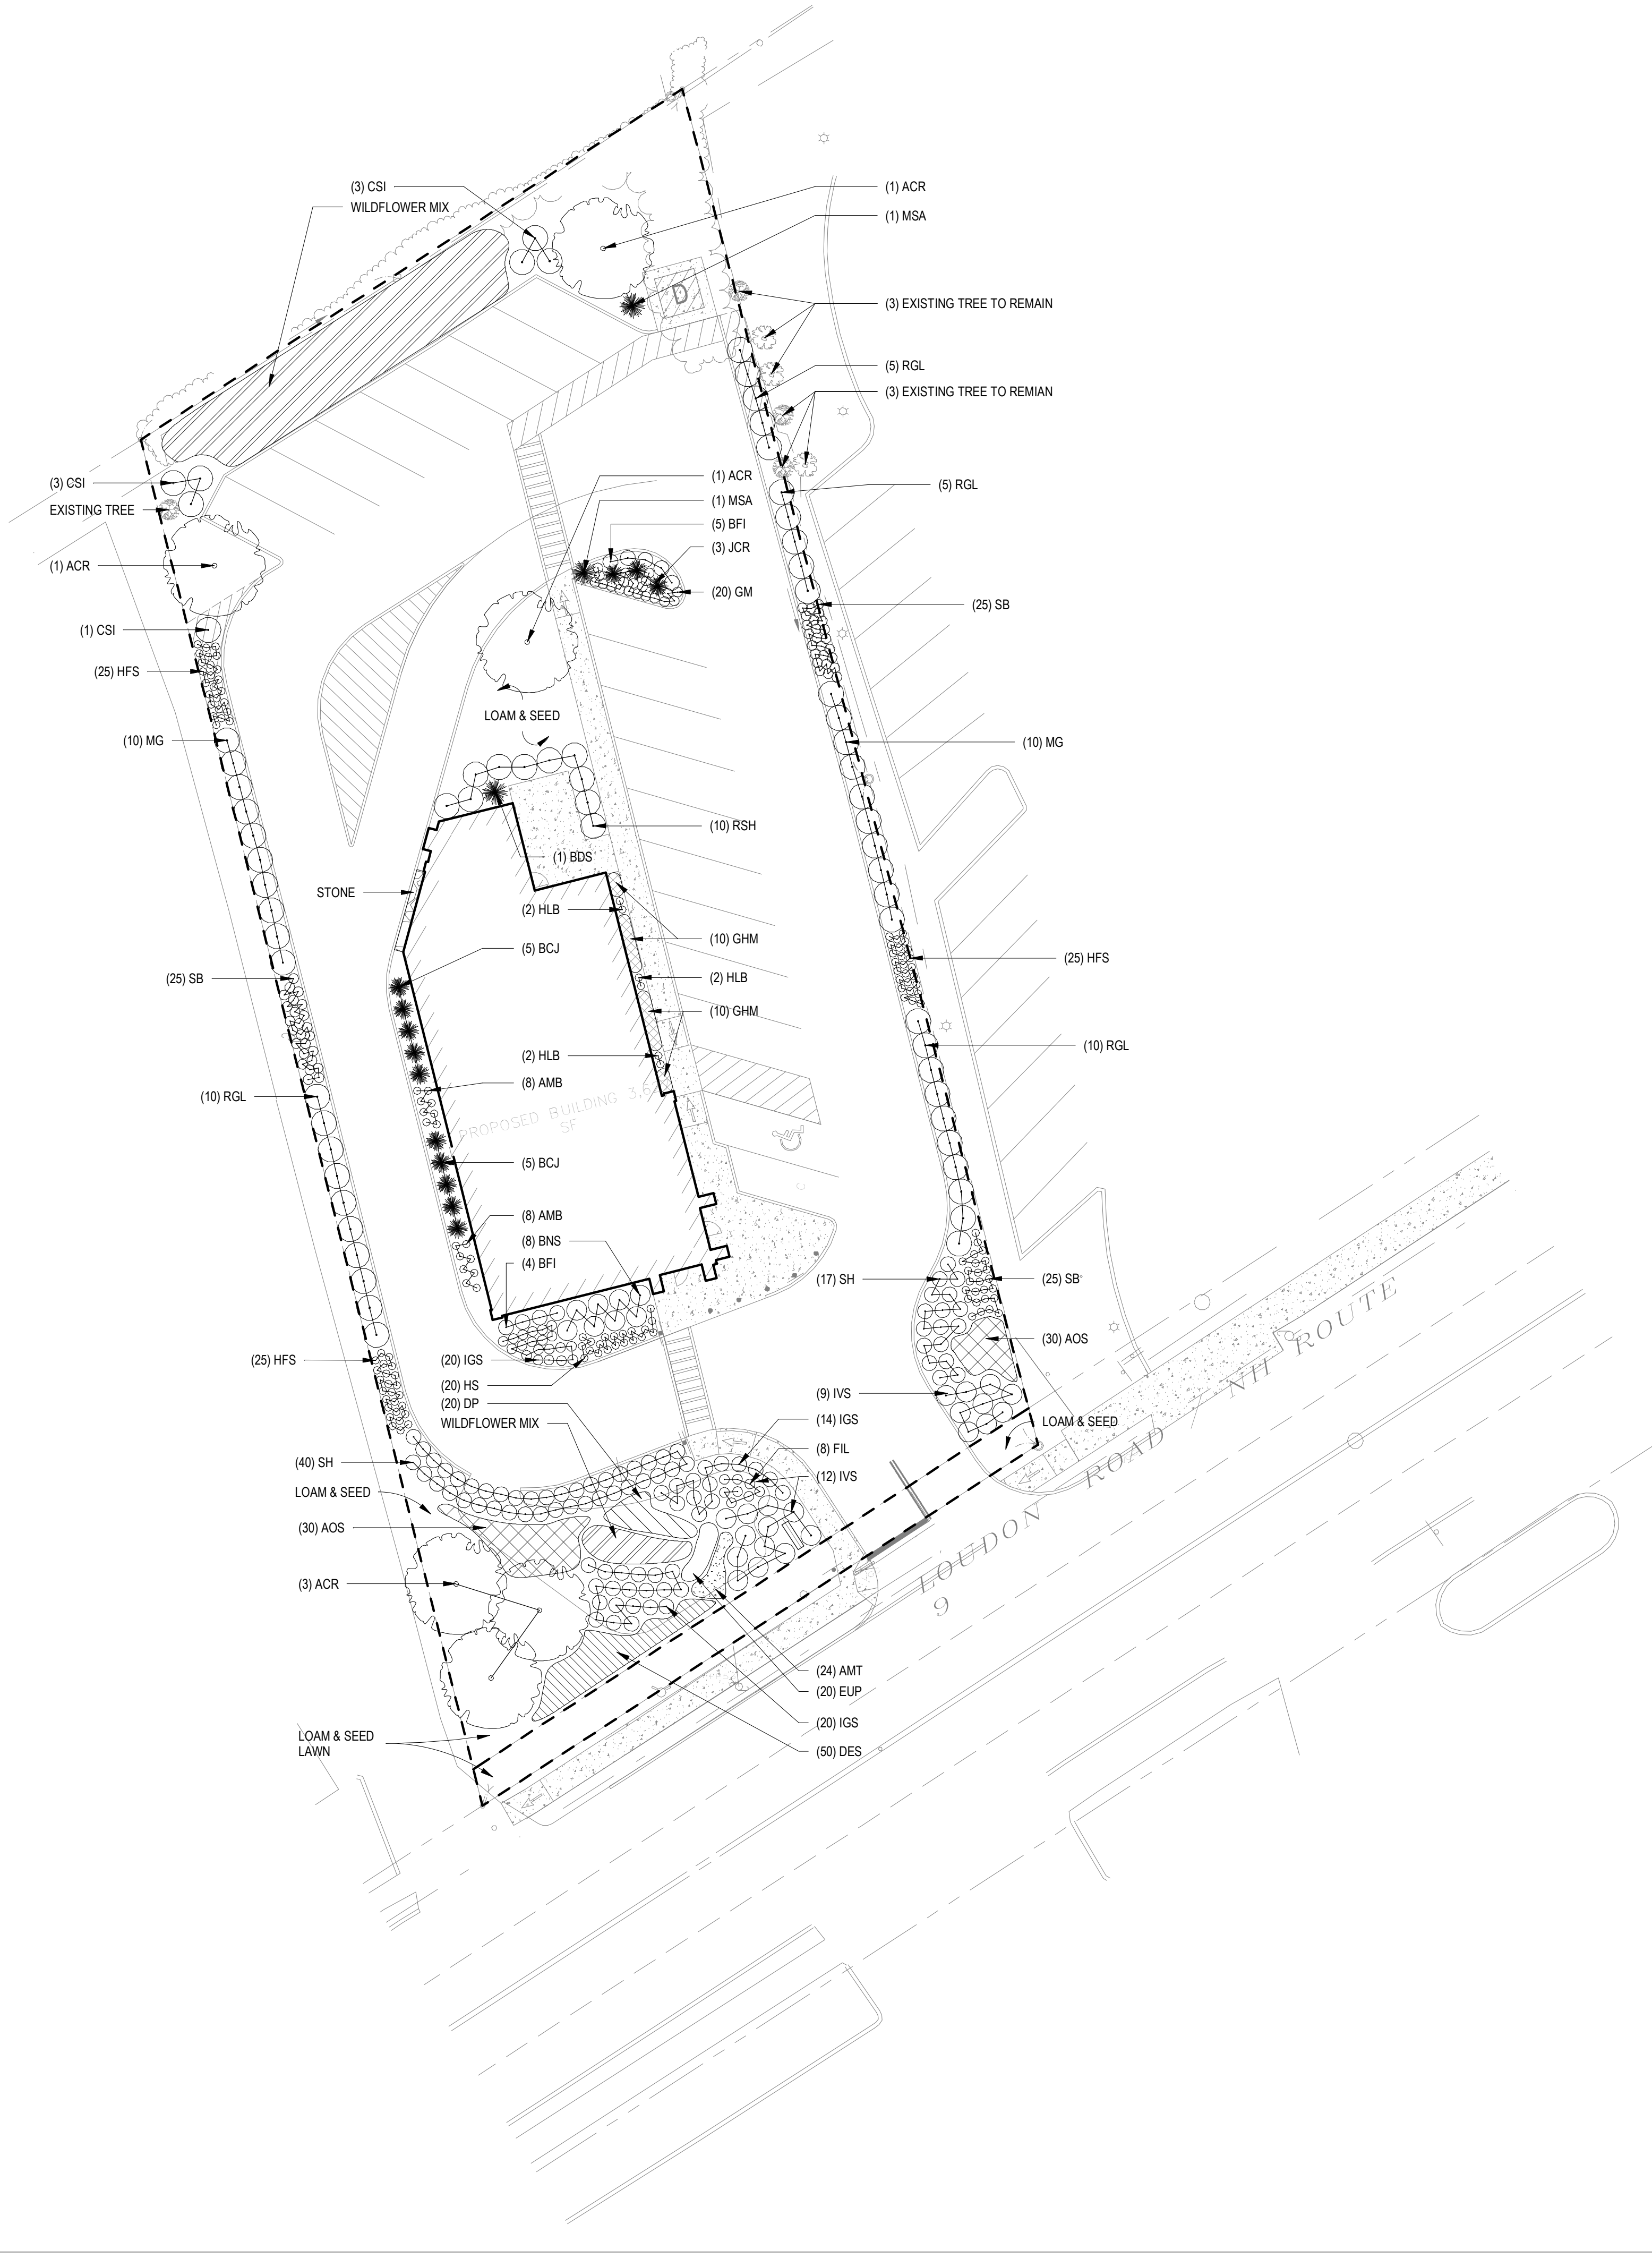 (3) CSI
WILDFLOWER MIX
(1) ACR
(1) MSA
D
(3) EXISTING TREE TO REMAIN
(5) RGL
(3) EXISTING TREE TO REMIAN
(3) CSI
EXISTING TREE
(1) ACR
(1) MSA
(5) BFI
(3) JCR
(20) GM
(5) RGL
(1) ACR
(25) SB
(1) CSI
(25) HFS
LOAM & SEED
(10) MG
(10) MG
(10) RSH
(1) BDS
STONE
(2) HLB
(10) GHM
(5) BCJ
(25) HFS
(25) SB
(2) HLB
(10) GHM
(10) RGL
(2) HLB
(8) AMB
(10) RGL
PROPOSED BUILDING 3,6
SF
(5) BCJ
(8) AMB
(8) BNS
(4) BFI
(17) SH
(25) SB
(30) AOS
(25) HFS
(20) IGS
(20) HS
(20) DP
WILDFLOWER MIX
(9) IVS
(14) IGS
LOAM & SEED
(8) FIL
(40) SH
(12) IVS
LOAM & SEED
(30) AOS
(3) ACR
LOUDON ROAD / NH ROUTE
9
(24) AMT
(20) EUP
(20) IGS
(50) DES
LOAM & SEED
LAWN